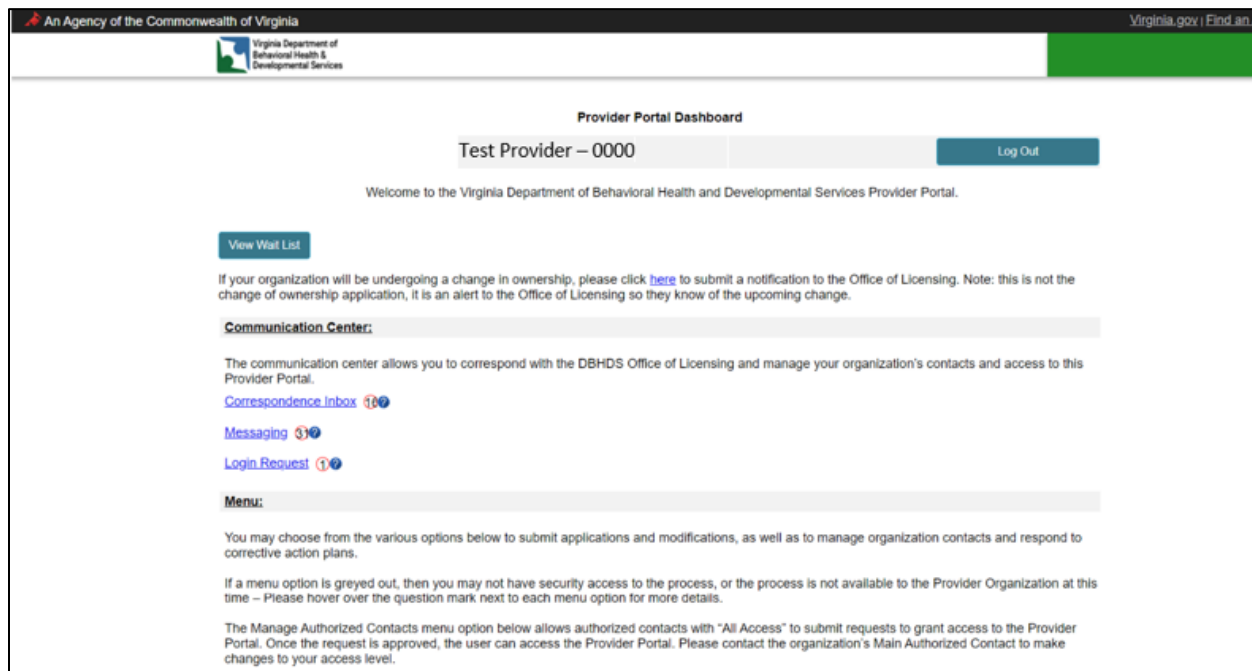 An Agency of the Commonwealth of Virginia
Virginia.gov | Find an
Virginia Department of
Behavioral Health &
Developmental Services
Provider Portal Dashboard
Test Provider – 0000
Log Out
Welcome to the Virginia Department of Behavioral Health and Developmental Services Provider Portal.
View Wait List
If your organization will be undergoing a change in ownership, please click here to submit a notification to the Office of Licensing. Note: this is not the
change of ownership application, it is an alert to the Office of Licensing so they know of the upcoming change.
Communication Center:
The communication center allows you to correspond with the DBHDS Office of Licensing and manage your organization's contacts and access to this
Provider Portal.
Correspondence Inbox 16 ?
Messaging 31 ?
Login Request 1 ?
Menu:
You may choose from the various options below to submit applications and modifications, as well as to manage organization contacts and respond to
corrective action plans.
If a menu option is greyed out, then you may not have security access to the process, or the process is not available to the Provider Organization at this
time – Please hover over the question mark next to each menu option for more details.
The Manage Authorized Contacts menu option below allows authorized contacts with "All Access" to submit requests to grant access to the Provider
Portal. Once the request is approved, the user can access the Provider Portal. Please contact the organization's Main Authorized Contact to make
changes to your access level.